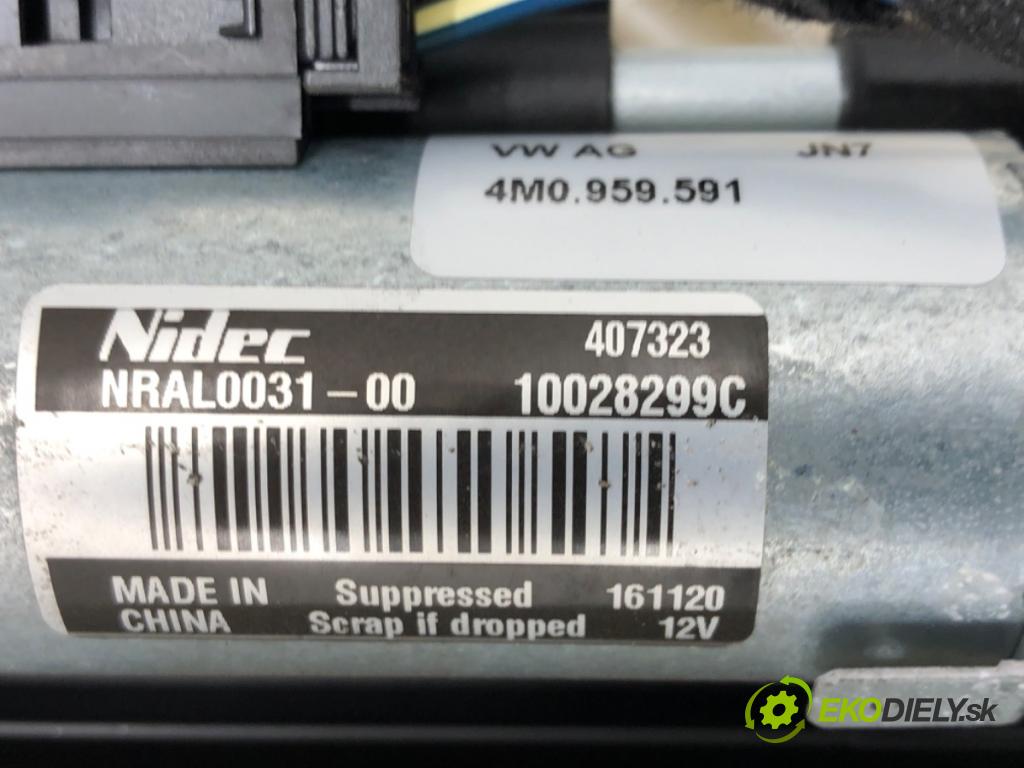 VW AG JN7
4M0.959.591
Nidec 407323
NRAL0031-00 10028299C
MADE IN Suppressed 161120
CHINA Scrap if dropped 12V
EKODIELY.sk